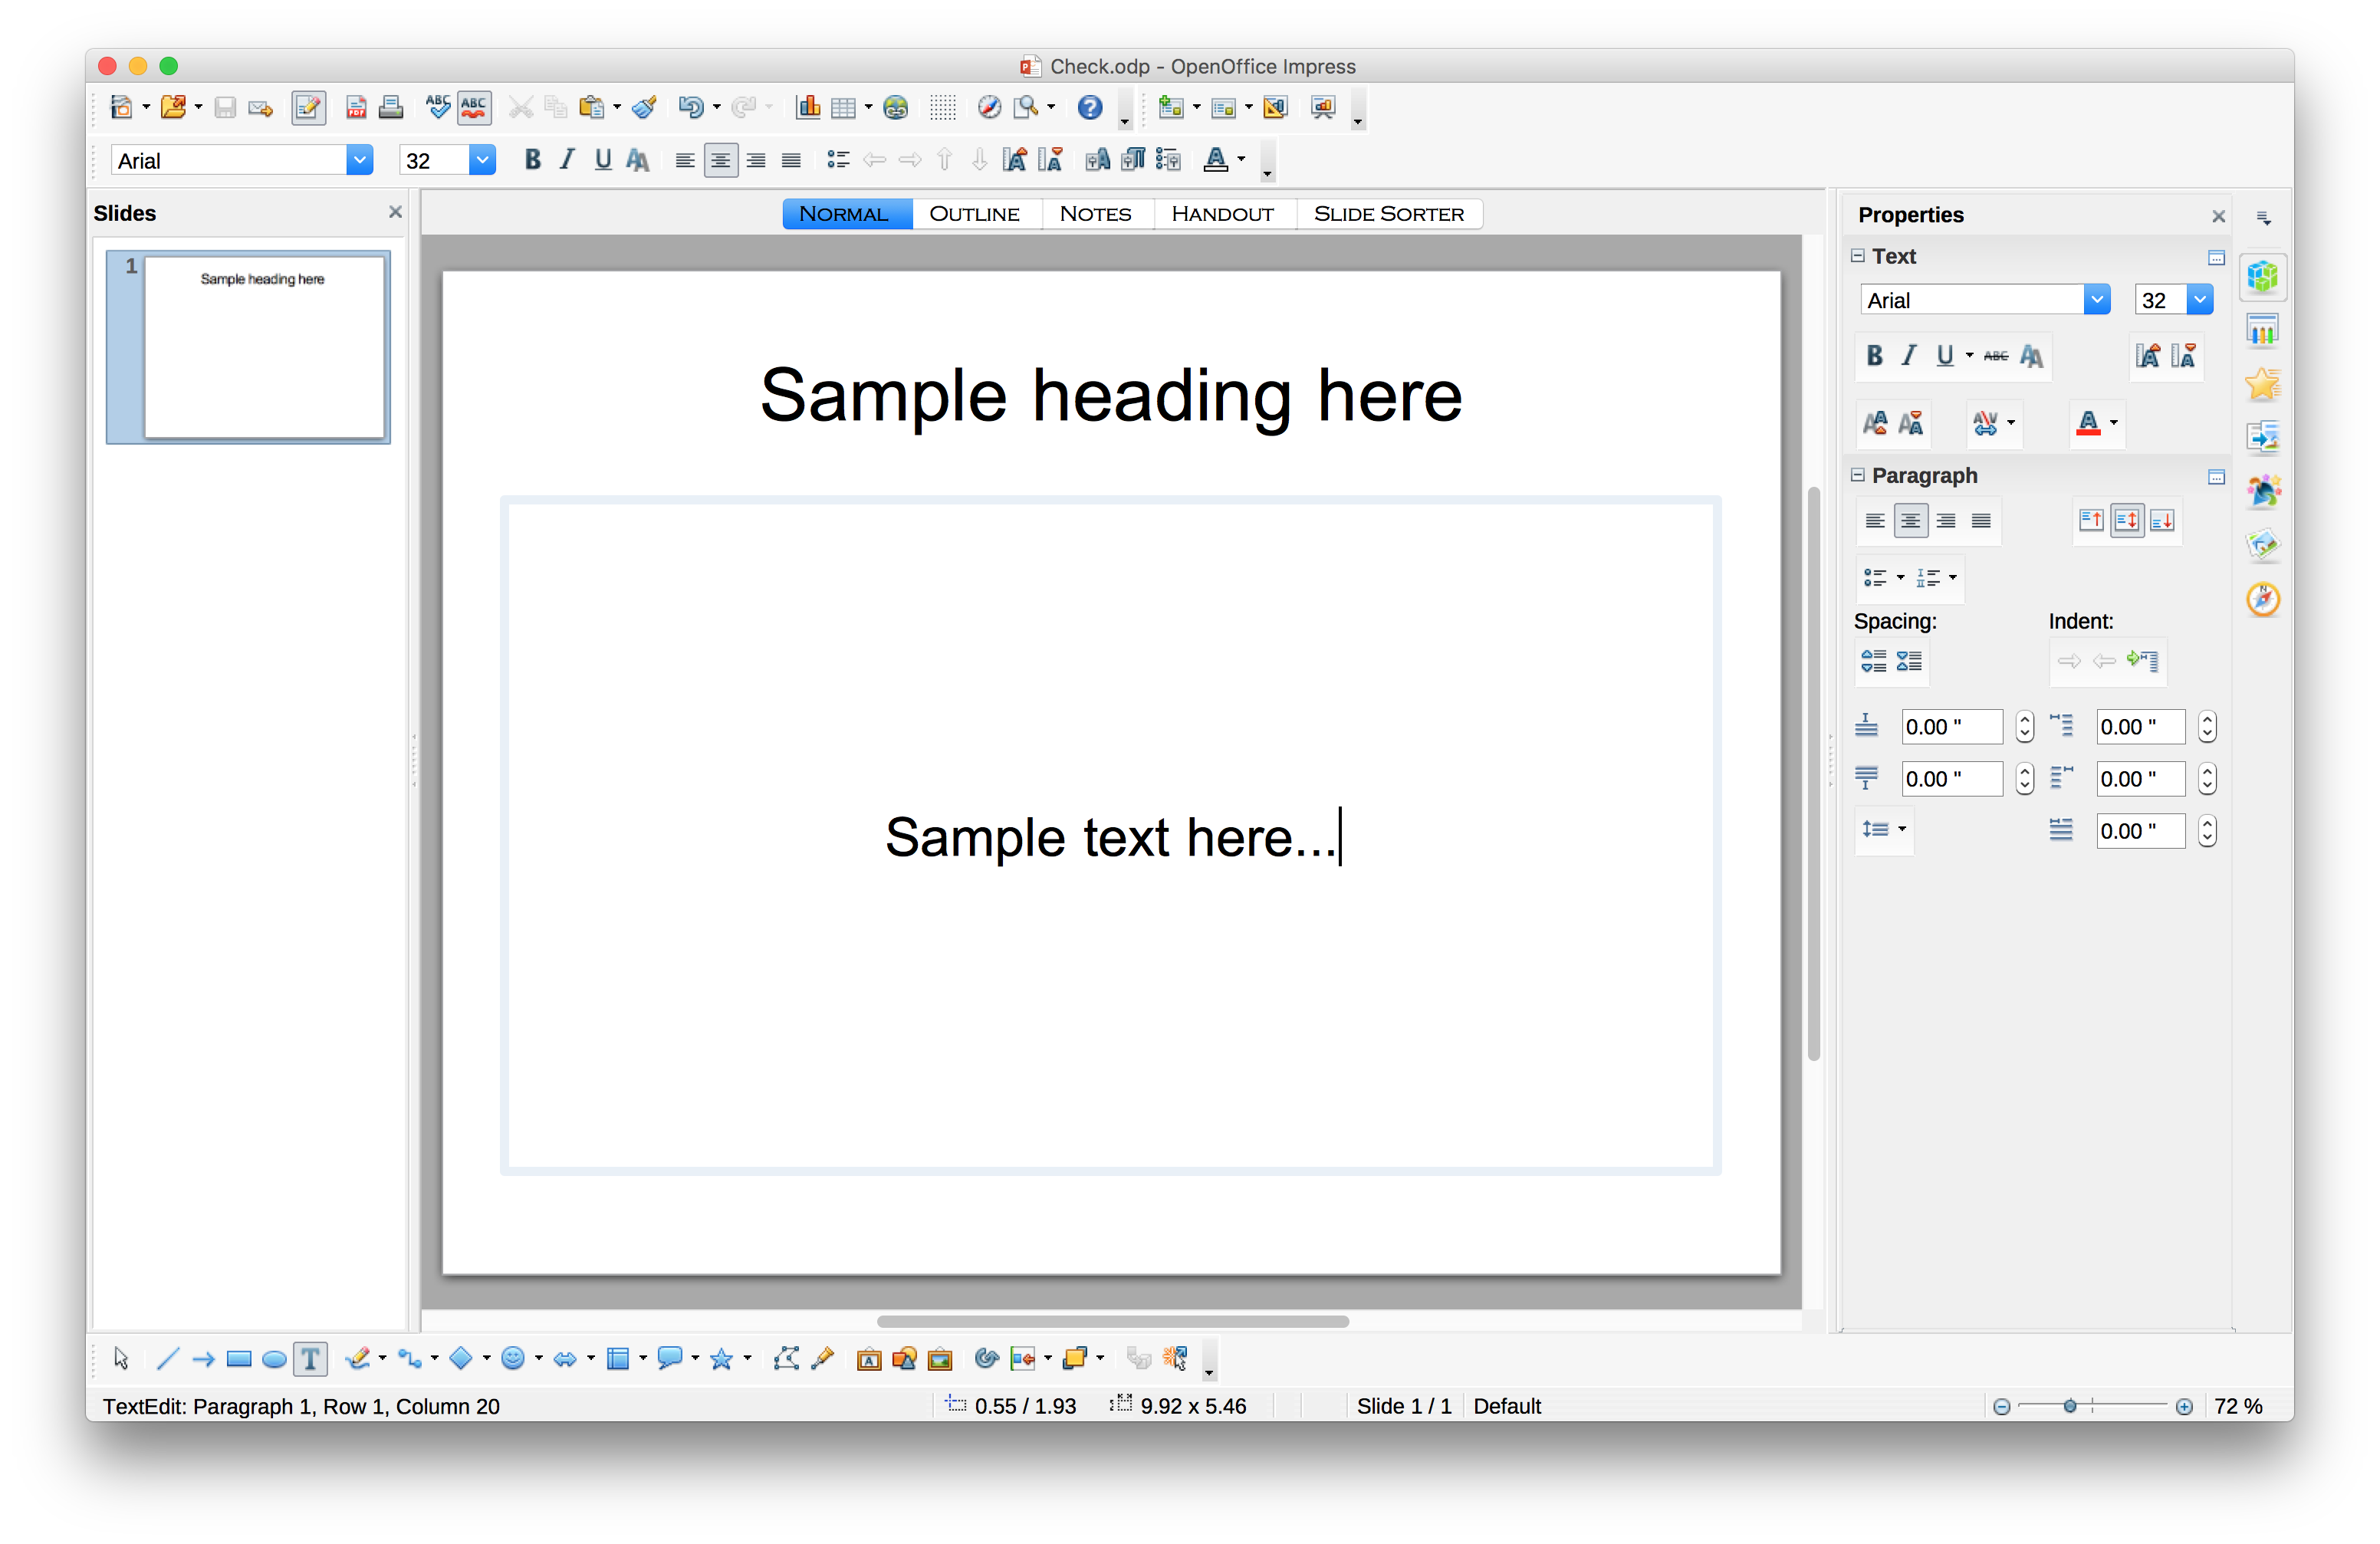 Check.odp - OpenOffice Impress
Arial 32
Slides
NORMAL OUTLINE NOTES HANDOUT SLIDE SORTER
1
Sample heading here
Sample heading here
Sample text here...
Properties
Text
Arial 32
Paragraph
Spacing: Indent:
0.00 " 0.00 "
0.00 " 0.00 "
0.00 "
TextEdit: Paragraph 1, Row 1, Column 20 0.55 / 1.93 9.92 x 5.46 Slide 1 / 1 Default 72 %